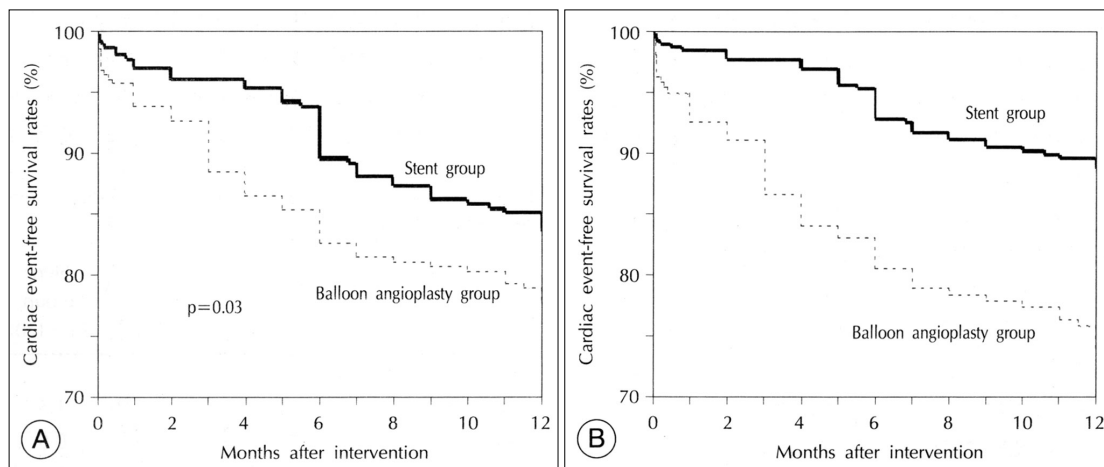 Cardiac event-free survival rates (%)
100
90
80
70
Stent group
Balloon angioplasty group
p=0.03
0 2 4 6 8 10 12
Months after intervention
A
Cardiac event-free survival rates (%)
100
90
80
70
Stent group
Balloon angioplasty group
0 2 4 6 8 10 12
Months after intervention
B